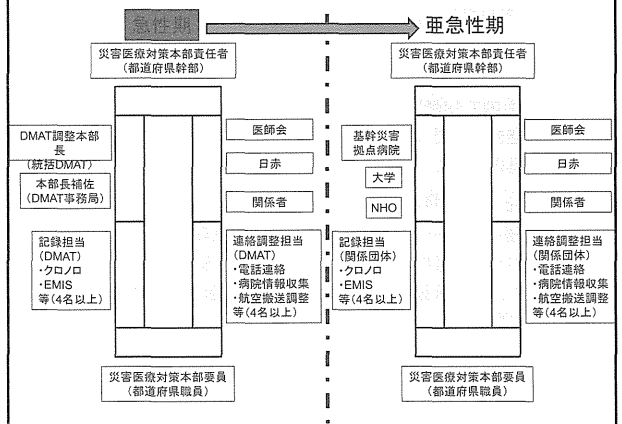 急性期
災害医療対策本部責任者
(都道府県幹部)
DMAT調整本部
長
(統括DMAT)
本部長補佐
(DMAT事務局)
記録担当
(DMAT)
・クロノロ
・EMIS
等(4名以上)
医師会
日赤
関係者
連絡調整担当
(DMAT)
・電話連絡
・病院情報収集
・航空搬送調整
等(4名以上)
災害医療対策本部要員
(都道府県職員)
亜急性期
災害医療対策本部責任者
(都道府県幹部)
基幹災害
拠点病院
大学
NHO
記録担当
(関係団体)
・クロノロ
・EMIS
等(4名以上)
医師会
日赤
関係者
連絡調整担当
(関係団体)
・電話連絡
・病院情報収集
・航空搬送調整
等(4名以上)
災害医療対策本部要員
(都道府県職員)